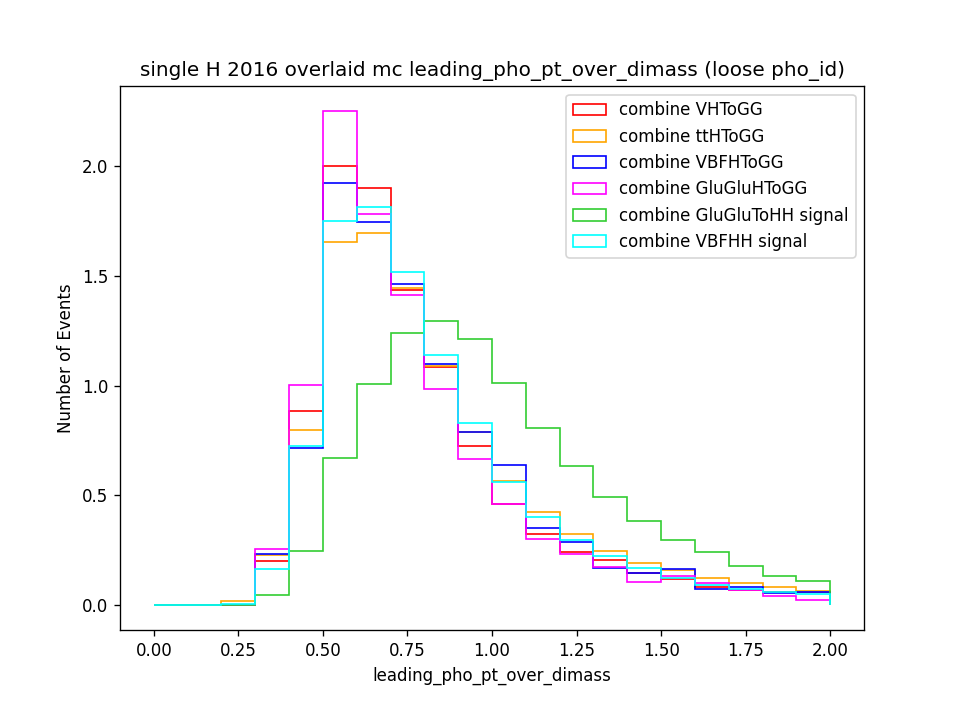 single H 2016 overlaid mc leading_pho_pt_over_dimass (loose pho_id)
combine VHToGG
combine ttHToGG
combine VBFHToGG
combine GluGluHToGG
combine GluGluToHH signal
combine VBFHH signal
Number of Events
2.0
1.5
1.0
0.5
0.0
0.00 0.25 0.50 0.75 1.00 1.25 1.50 1.75 2.00
leading_pho_pt_over_dimass